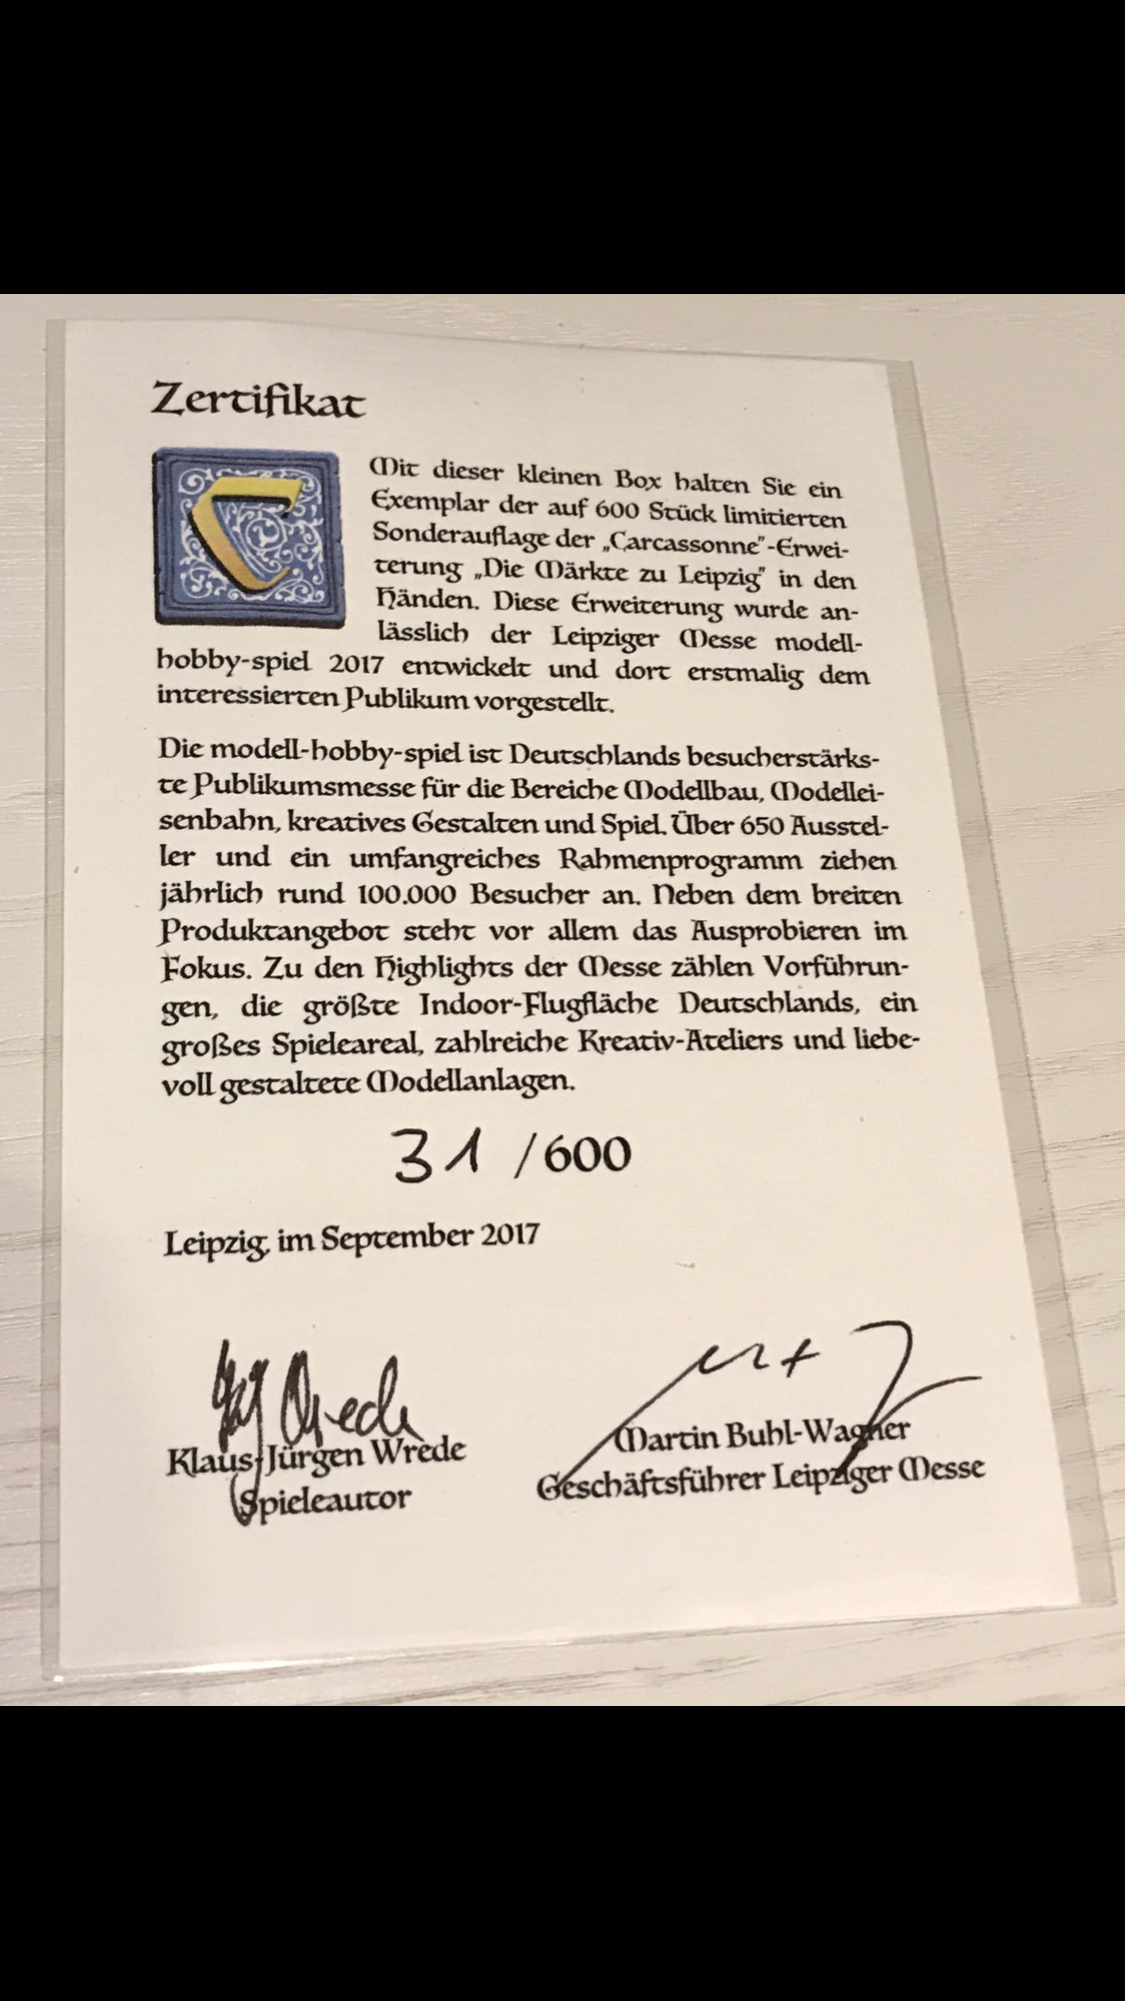 Zertifikat
Mit dieser kleinen Box halten Sie ein
Exemplar der auf 600 Stück limitierten
Sonderauflage der „Carcassonne"-Erwei-
terung „Die Märkte zu Leipzig" in den
Händen. Diese Erweiterung wurde an-
lässlich der Leipziger Messe modell-
hobby-spiel 2017 entwickelt und dort erstmalig dem
interessierten Publikum vorgestellt.
Die modell-hobby-spiel ist Deutschlands besucherstärks-
te Publikumsmesse für die Bereiche Modellbau, Modellei-
senbahn, kreatives Gestalten und Spiel. Über 650 Ausstel-
ler und ein umfangreiches Rahmenprogramm ziehen
jährlich rund 100.000 Besucher an. Neben dem breiten
Produktangebot steht vor allem das Ausprobieren im
Fokus. Zu den Highlights der Messe zählen Vorführun-
gen, die größte Indoor-Flugfläche Deutschlands, ein
großes Spieleareal, zahlreiche Kreativ-Ateliers und liebe-
voll gestaltete Modellanlagen.
31 /600
Leipzig, im September 2017
Klaus-Jürgen Wrede
Spieleautor
Martin Buhl-Wagner
Geschäftsführer Leipziger Messe